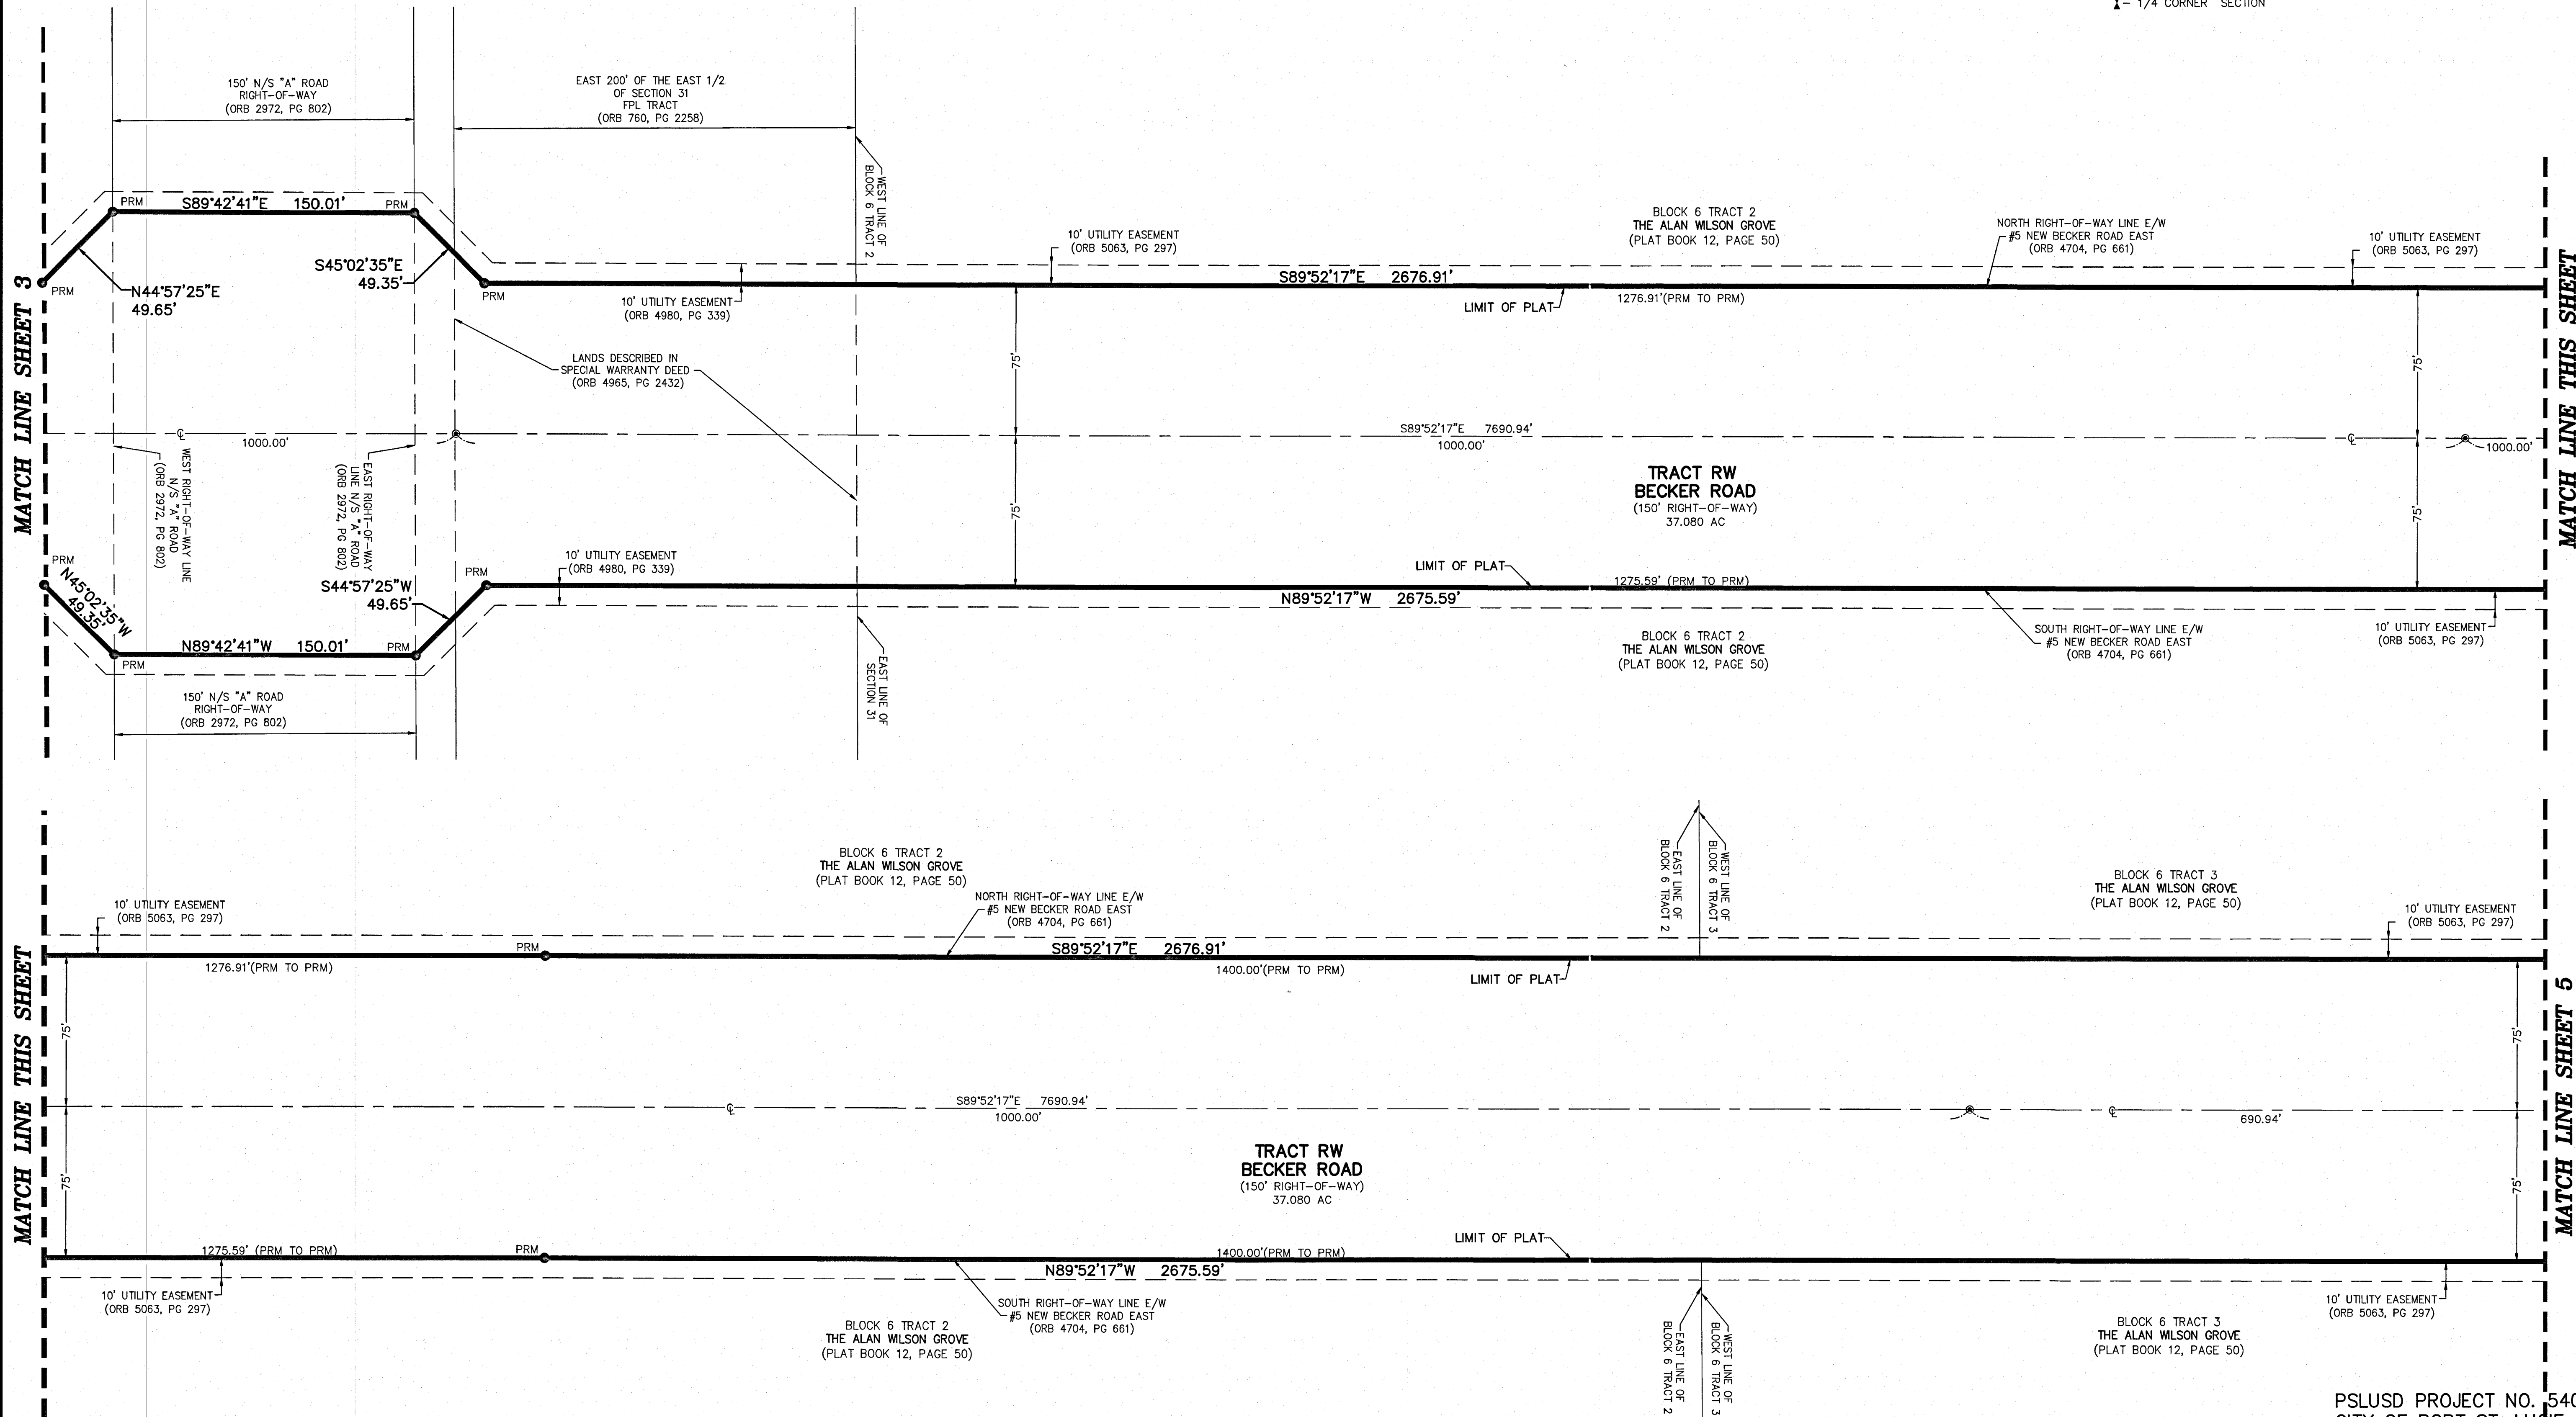 1/4 CORNER SECTION
150' N/S "A" ROAD
RIGHT-OF-WAY
(ORB 2972, PG 802)
EAST 200' OF THE EAST 1/2
OF SECTION 31
FPL TRACT
(ORB 760, PG 2258)
WEST LINE OF
BLOCK 6 TRACT 2
PRM
S89°42'41"E 150.01'
PRM
S45°02'35"E
49.35'
PRM
N44°57'25"E
49.65'
PRM
10' UTILITY EASEMENT
(ORB 4980, PG 339)
10' UTILITY EASEMENT
(ORB 5063, PG 297)
S89°52'17"E 2676.91'
LIMIT OF PLAT
1276.91'(PRM TO PRM)
BLOCK 6 TRACT 2
THE ALAN WILSON GROVE
(PLAT BOOK 12, PAGE 50)
NORTH RIGHT-OF-WAY LINE E/W
#5 NEW BECKER ROAD EAST
(ORB 4704, PG 661)
10' UTILITY EASEMENT
(ORB 5063, PG 297)
MATCH LINE SHEET 3
MATCH LINE THIS SHEET
LANDS DESCRIBED IN
SPECIAL WARRANTY DEED
(ORB 4965, PG 2432)
75'
75'
℄
1000.00'
S89°52'17"E 7690.94'
1000.00'
℄
1000.00'
WEST RIGHT-OF-WAY LINE
N/S "A" ROAD
(ORB 2972, PG 802)
EAST RIGHT-OF-WAY
LINE N/S "A" ROAD
(ORB 2972, PG 802)
TRACT RW
BECKER ROAD
(150' RIGHT-OF-WAY)
37.080 AC
75'
75'
PRM
N45°02'35"W
49.35'
PRM
N89°42'41"W 150.01'
PRM
S44°57'25"W
49.65'
PRM
10' UTILITY EASEMENT
(ORB 4980, PG 339)
LIMIT OF PLAT
1275.59' (PRM TO PRM)
N89°52'17"W 2675.59'
BLOCK 6 TRACT 2
THE ALAN WILSON GROVE
(PLAT BOOK 12, PAGE 50)
SOUTH RIGHT-OF-WAY LINE E/W
#5 NEW BECKER ROAD EAST
(ORB 4704, PG 661)
10' UTILITY EASEMENT
(ORB 5063, PG 297)
150' N/S "A" ROAD
RIGHT-OF-WAY
(ORB 2972, PG 802)
EAST LINE OF
SECTION 31
BLOCK 6 TRACT 2
THE ALAN WILSON GROVE
(PLAT BOOK 12, PAGE 50)
EAST LINE OF
BLOCK 6 TRACT 2
WEST LINE OF
BLOCK 6 TRACT 3
BLOCK 6 TRACT 3
THE ALAN WILSON GROVE
(PLAT BOOK 12, PAGE 50)
10' UTILITY EASEMENT
(ORB 5063, PG 297)
NORTH RIGHT-OF-WAY LINE E/W
#5 NEW BECKER ROAD EAST
(ORB 4704, PG 661)
10' UTILITY EASEMENT
(ORB 5063, PG 297)
PRM
S89°52'17"E 2676.91'
1276.91'(PRM TO PRM)
1400.00'(PRM TO PRM)
LIMIT OF PLAT
MATCH LINE THIS SHEET
MATCH LINE SHEET 5
75'
75'
S89°52'17"E 7690.94'
℄
1000.00'
℄
690.94'
TRACT RW
BECKER ROAD
(150' RIGHT-OF-WAY)
37.080 AC
75'
75'
1275.59' (PRM TO PRM)
PRM
1400.00'(PRM TO PRM)
LIMIT OF PLAT
N89°52'17"W 2675.59'
10' UTILITY EASEMENT
(ORB 5063, PG 297)
SOUTH RIGHT-OF-WAY LINE E/W
#5 NEW BECKER ROAD EAST
(ORB 4704, PG 661)
BLOCK 6 TRACT 2
THE ALAN WILSON GROVE
(PLAT BOOK 12, PAGE 50)
EAST LINE OF
BLOCK 6 TRACT 2
WEST LINE OF
BLOCK 6 TRACT 3
BLOCK 6 TRACT 3
THE ALAN WILSON GROVE
(PLAT BOOK 12, PAGE 50)
10' UTILITY EASEMENT
(ORB 5063, PG 297)
PSLUSD PROJECT NO. 540